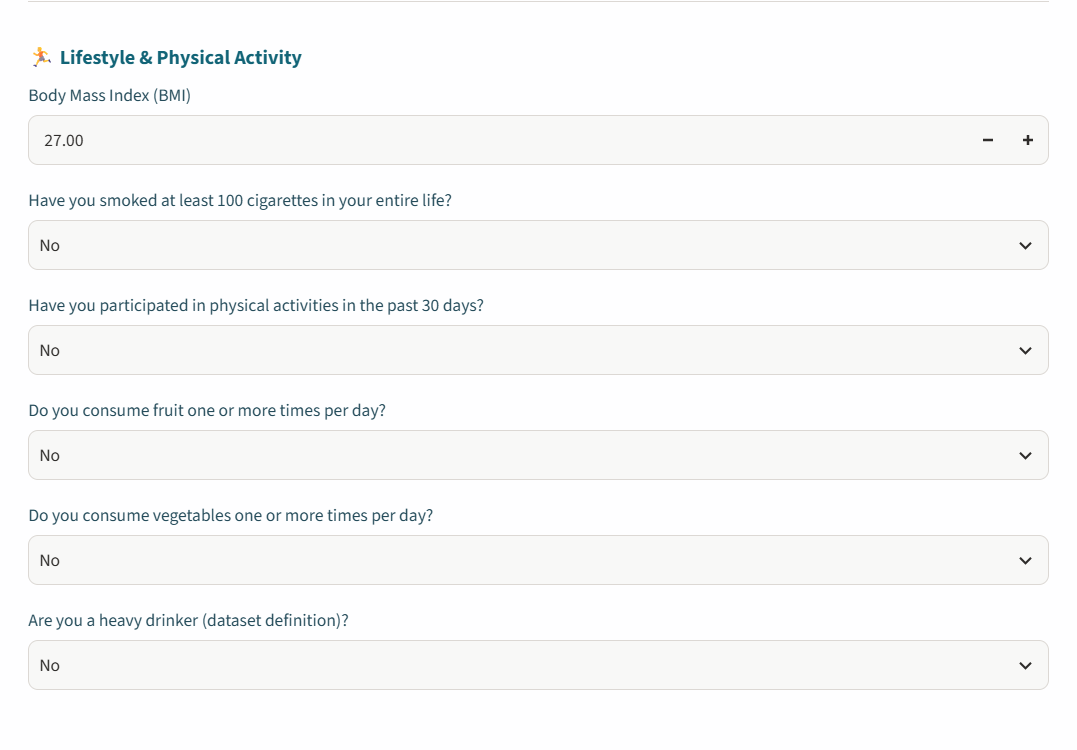 Lifestyle & Physical Activity
Body Mass Index (BMI)
27.00
Have you smoked at least 100 cigarettes in your entire life?
No
Have you participated in physical activities in the past 30 days?
No
Do you consume fruit one or more times per day?
No
Do you consume vegetables one or more times per day?
No
Are you a heavy drinker (dataset definition)?
No